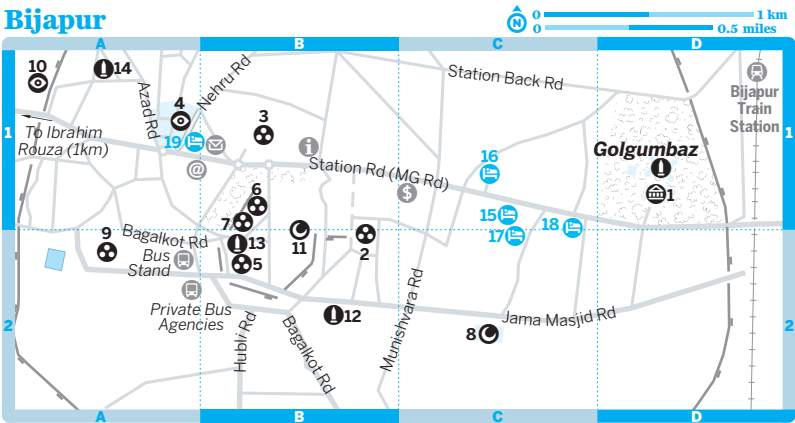 Bijapur
N
0 1 km
0 0.5 miles
A B C D
10
14
Azad Rd
Nehru Rd
4
3
Station Back Rd
Bijapur
Train
Station
1
1
To Ibrahim
Rouza (1km)
19
@
i
Station Rd (MG Rd)
$
16
Golgumbaz
1
6
7
15
17
18
9
Bagalkot Rd
13
11
2
Bus
Stand
5
Private Bus
Agencies
2
2
12
Hubli Rd
Bagalkot Rd
Munishvara Rd
8
Jama Masjid Rd
A B C D